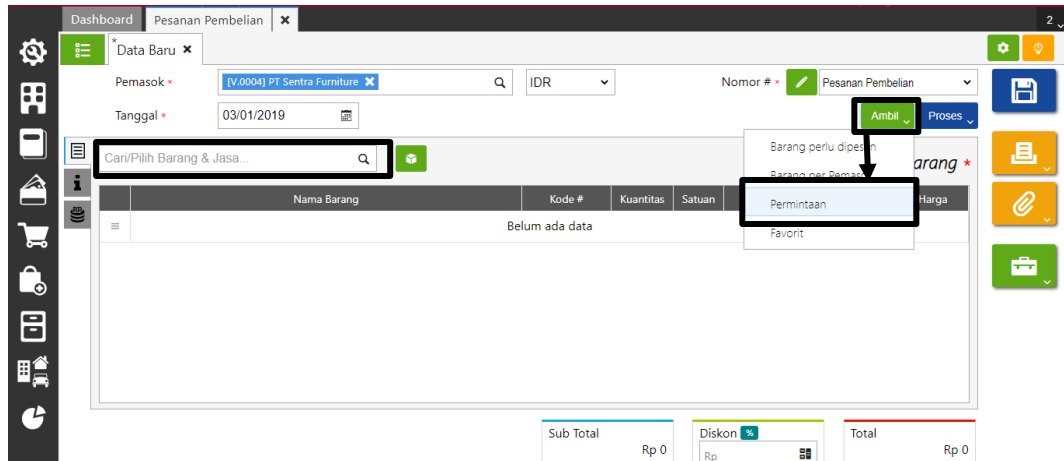 Dashboard Pesanan Pembelian ×
2
* Data Baru ×
Pemasok * [V.0004] PT Sentra Furniture × IDR Nomor # * Pesanan Pembelian
Tanggal * 03/01/2019 Ambil Proses
Cari/Pilih Barang & Jasa...
Barang perlu dipesan
arang *
Barang per Pemasok
Permintaan
Favorit
Nama Barang Kode # Kuantitas Satuan Harga
Belum ada data
Sub Total
Rp 0
Diskon %
Rp
Total
Rp 0